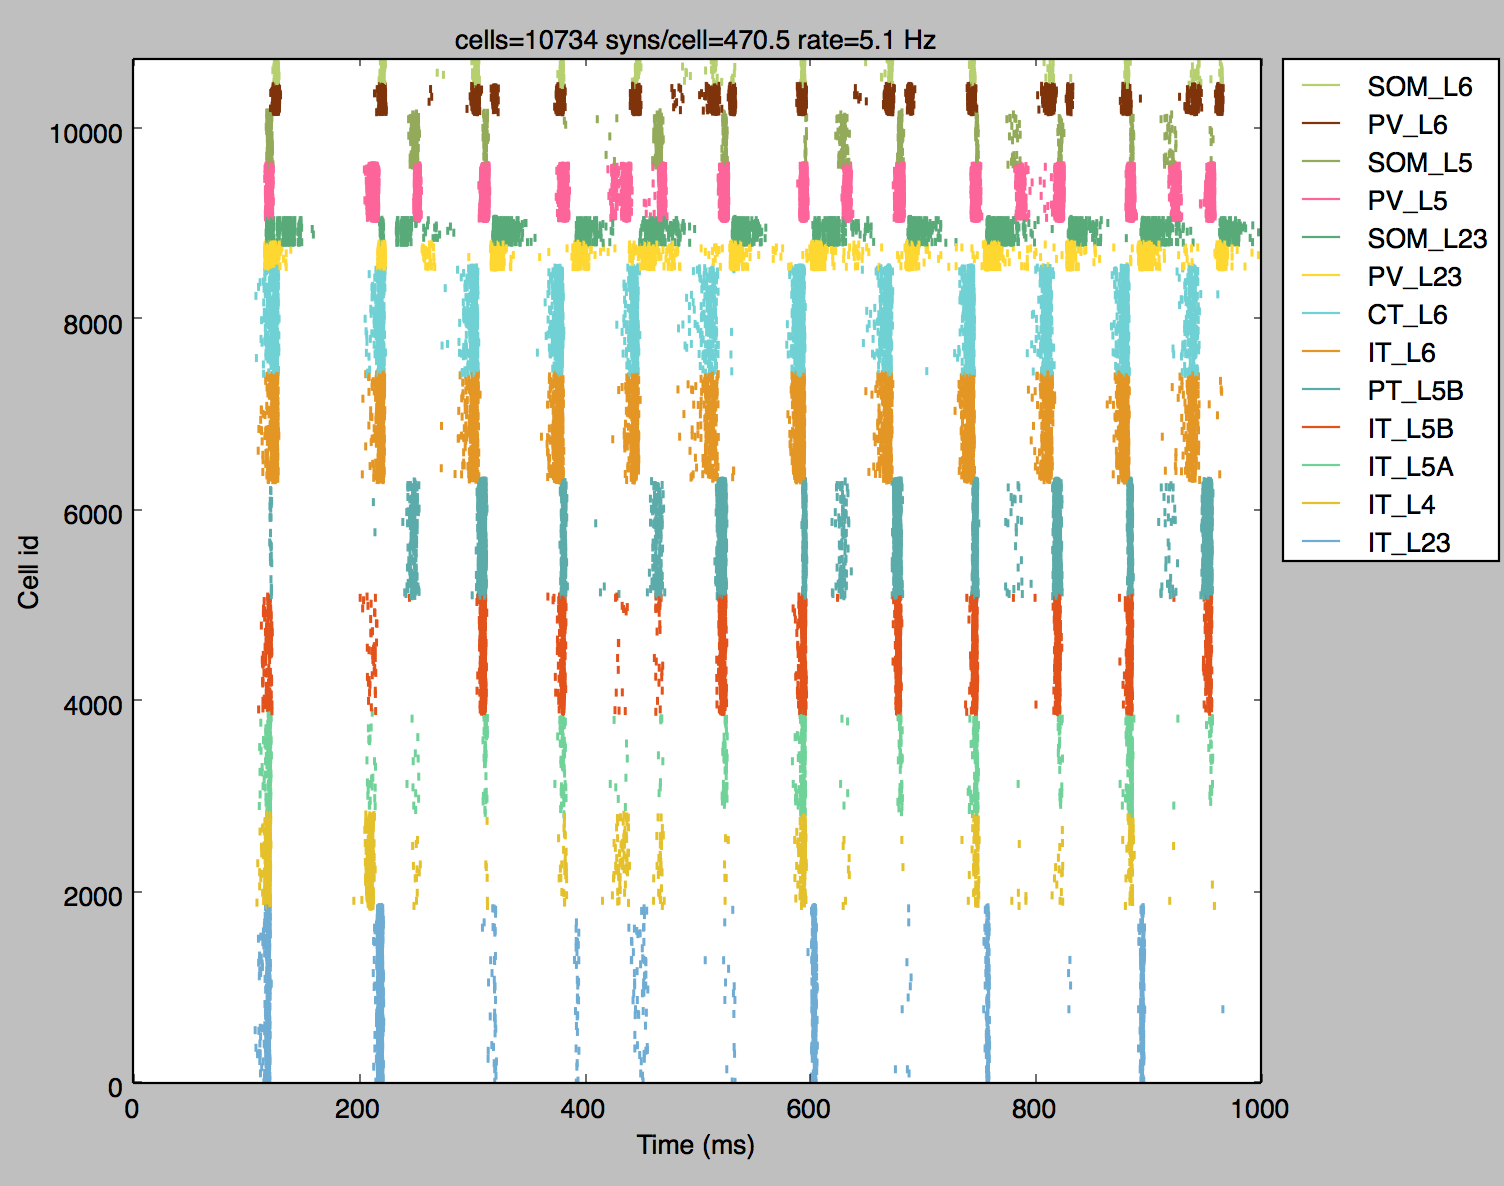 cells=10734 syns/cell=470.5 rate=5.1 Hz
SOM_L6
PV_L6
SOM_L5
PV_L5
SOM_L23
PV_L23
CT_L6
IT_L6
PT_L5B
IT_L5B
IT_L5A
IT_L4
IT_L23
10000
8000
6000
4000
2000
0
Cell id
0 200 400 600 800 1000
Time (ms)